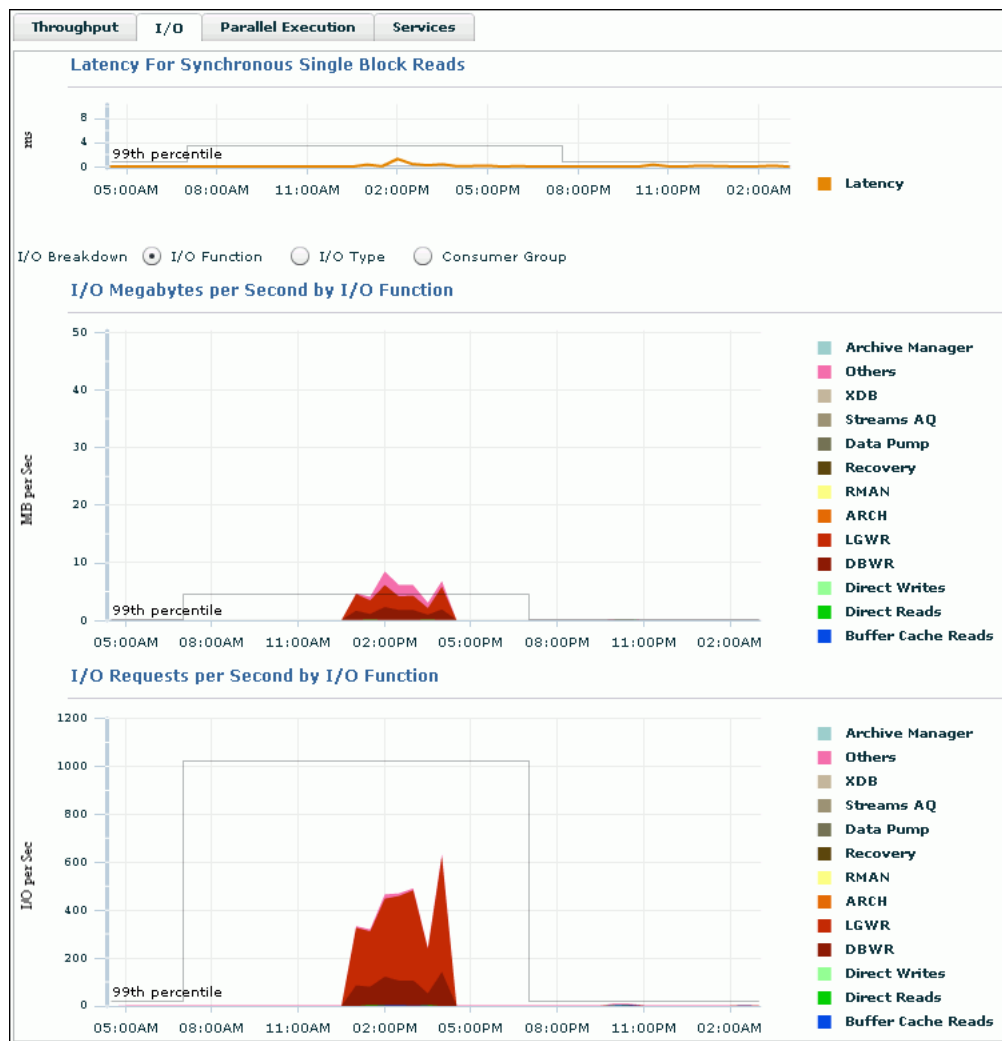 Throughput I/O Parallel Execution Services
Latency For Synchronous Single Block Reads
ms
8
4
0
99th percentile
05:00AM 08:00AM 11:00AM 02:00PM 05:00PM 08:00PM 11:00PM 02:00AM
Latency
I/O Breakdown I/O Function I/O Type Consumer Group
I/O Megabytes per Second by I/O Function
MB per Sec
50
40
30
20
10
0
99th percentile
05:00AM 08:00AM 11:00AM 02:00PM 05:00PM 08:00PM 11:00PM 02:00AM
Archive Manager
Others
XDB
Streams AQ
Data Pump
Recovery
RMAN
ARCH
LGWR
DBWR
Direct Writes
Direct Reads
Buffer Cache Reads
I/O Requests per Second by I/O Function
I/O per Sec
1200
1000
800
600
400
200
0
99th percentile
05:00AM 08:00AM 11:00AM 02:00PM 05:00PM 08:00PM 11:00PM 02:00AM
Archive Manager
Others
XDB
Streams AQ
Data Pump
Recovery
RMAN
ARCH
LGWR
DBWR
Direct Writes
Direct Reads
Buffer Cache Reads